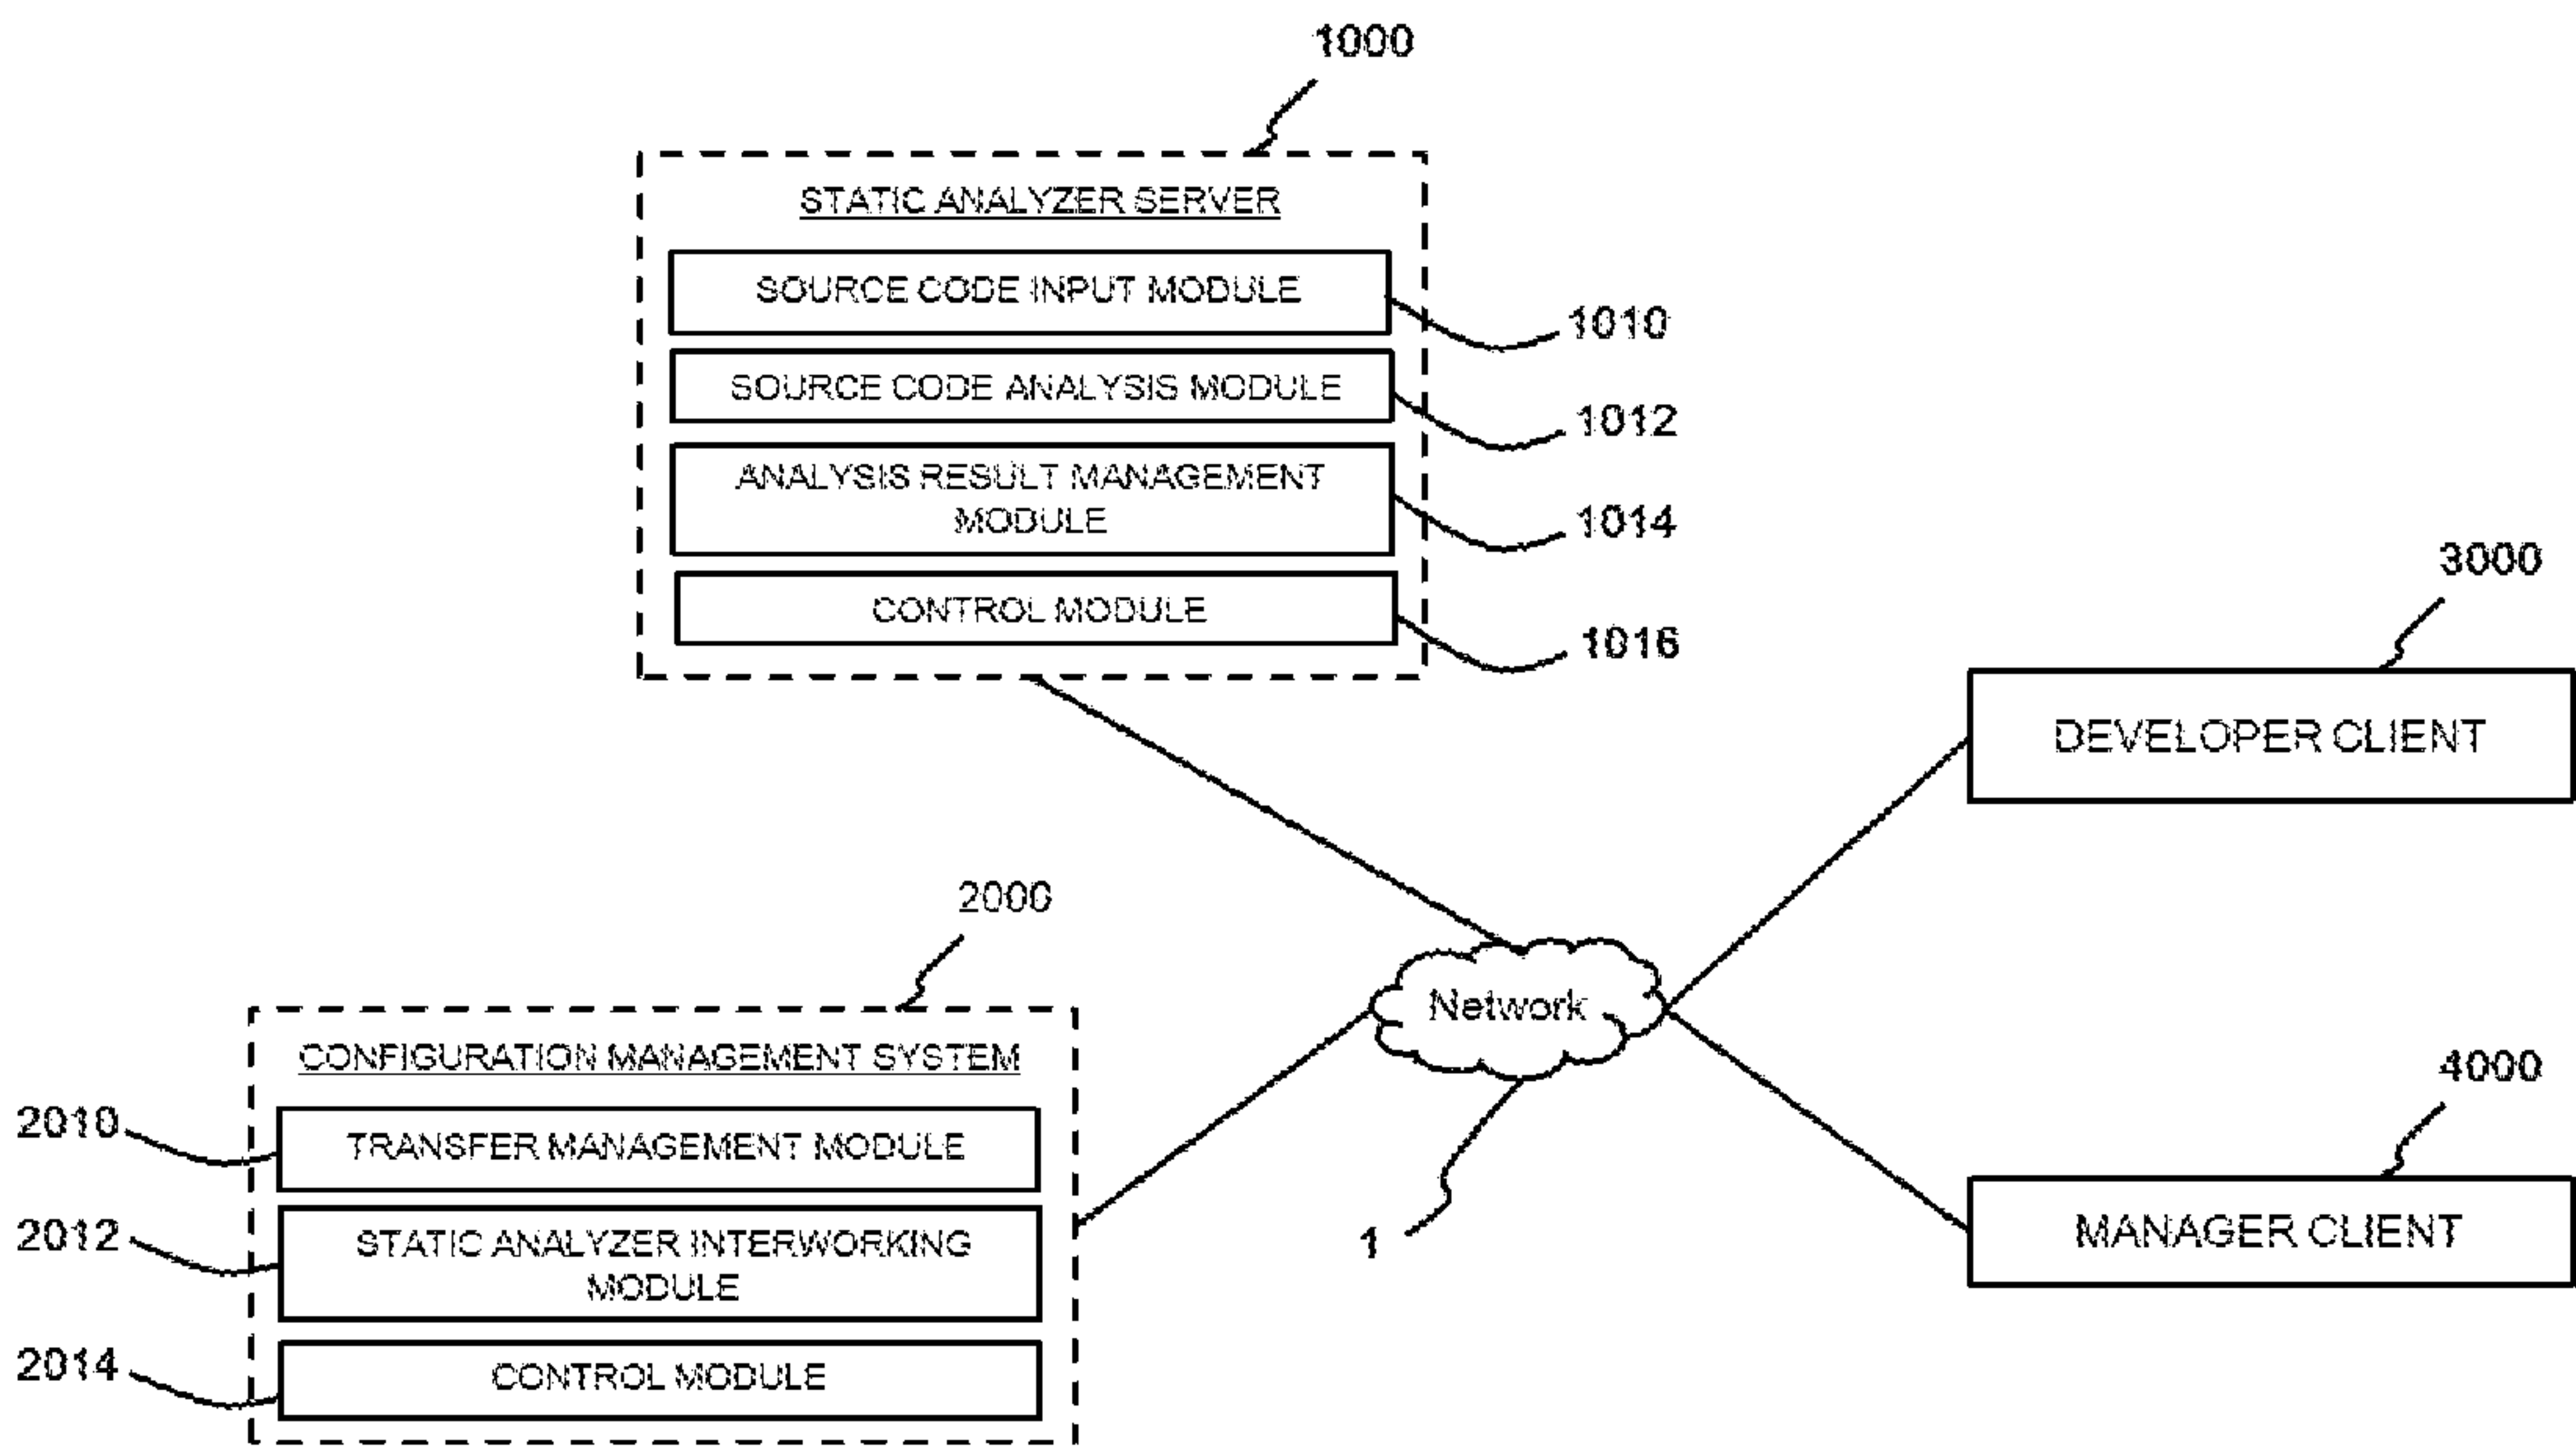 1000
STATIC ANALYZER SERVER
SOURCE CODE INPUT MODULE
1010
SOURCE CODE ANALYSIS MODULE
1012
ANALYSIS RESULT MANAGEMENT
MODULE
1014
CONTROL MODULE
1016
3000
DEVELOPER CLIENT
2000
CONFIGURATION MANAGEMENT SYSTEM
2010
TRANSFER MANAGEMENT MODULE
2012
STATIC ANALYZER INTERWORKING
MODULE
2014
CONTROL MODULE
Network
1
4000
MANAGER CLIENT